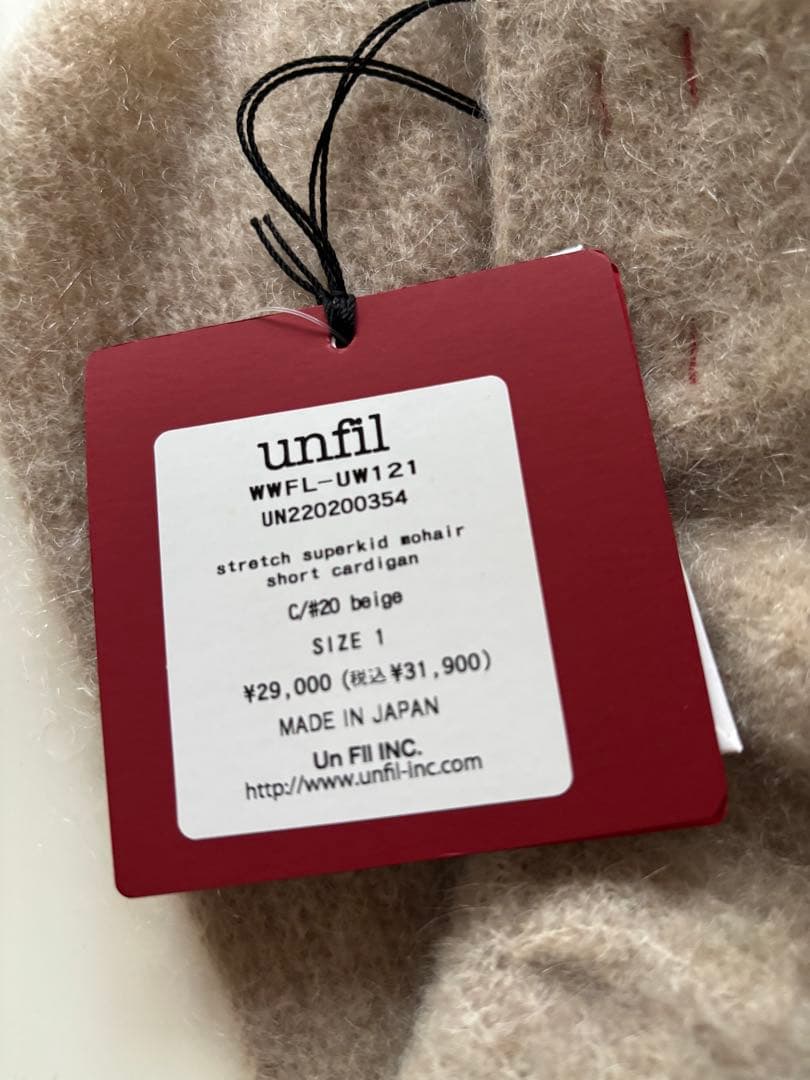 unfil
WWFL-UW121
UN220200354
stretch superkid mohair
short cardigan
C/#20 beige
SIZE 1
¥29,000 (税込¥31,900)
MADE IN JAPAN
Un FIl INC.
http://www.unfil-inc.com